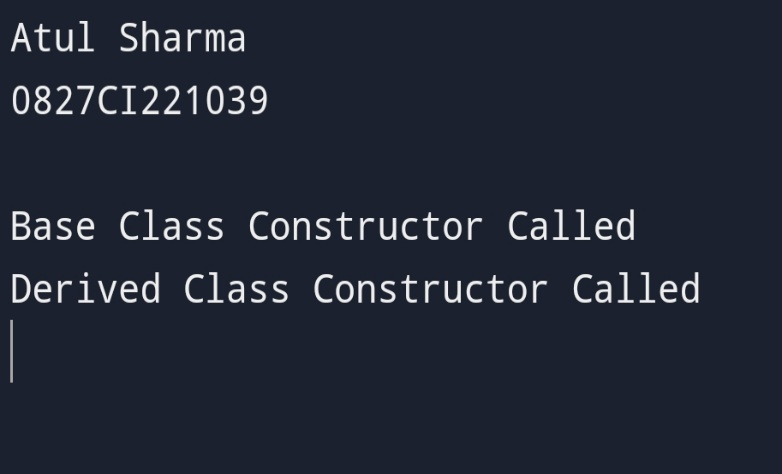 Atul Sharma
0827CI221039
Base Class Constructor Called
Derived Class Constructor Called